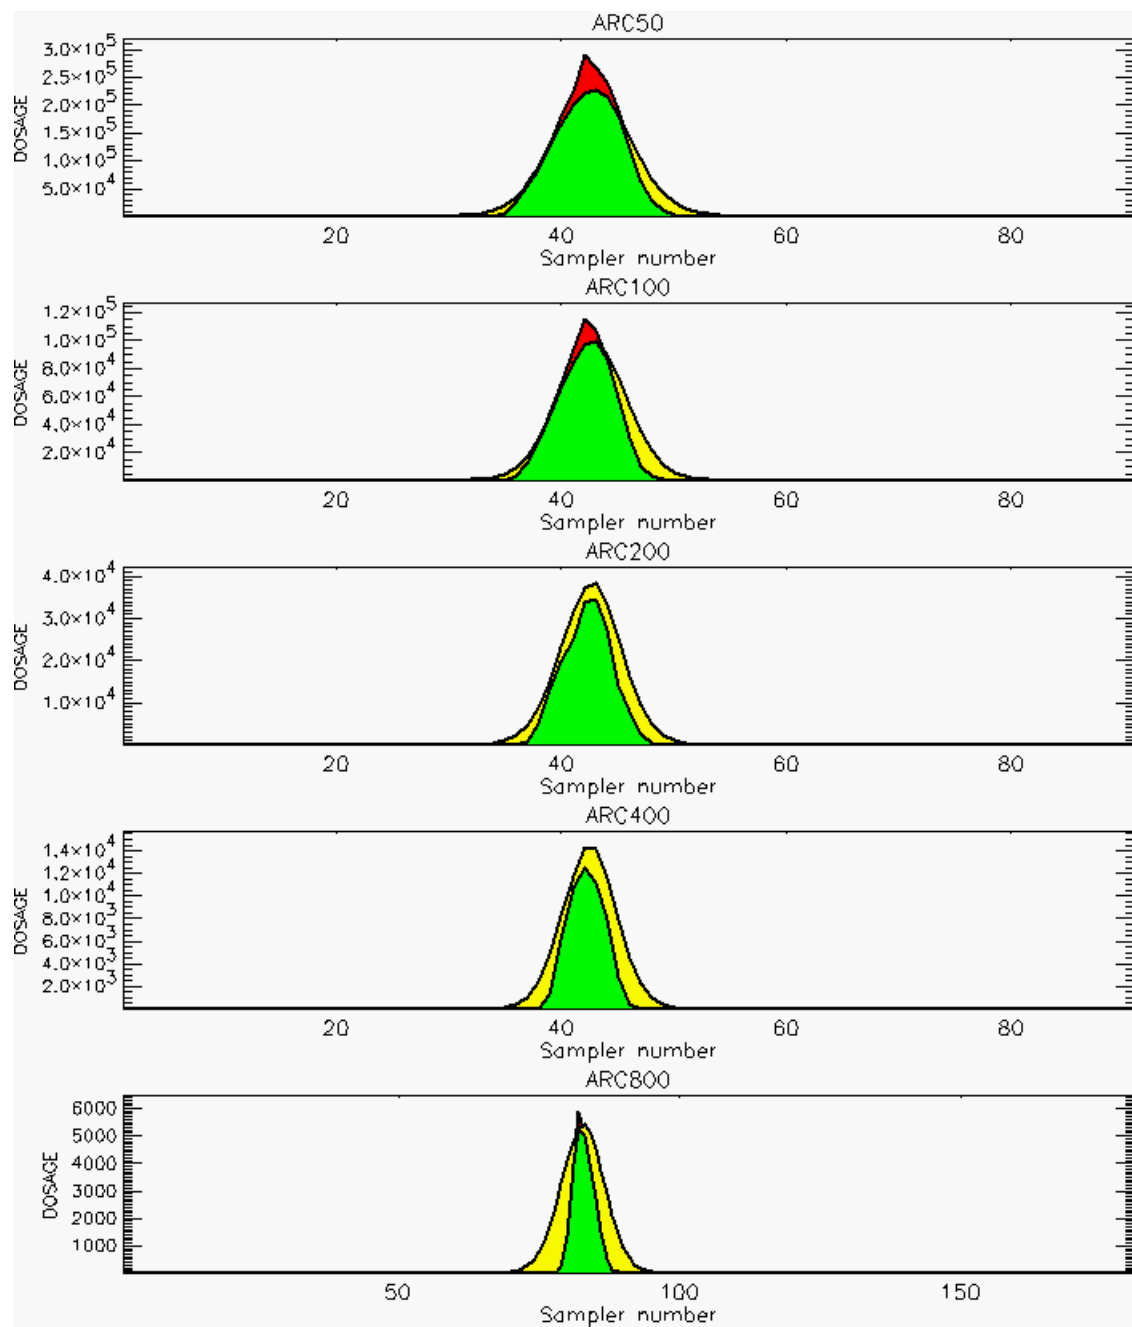 ARC50
3.0×10^5
2.5×10^5
2.0×10^5
1.5×10^5
1.0×10^5
5.0×10^4
DOSAGE
20 40 60 80
Sampler number
ARC100
1.2×10^5
1.0×10^5
8.0×10^4
6.0×10^4
4.0×10^4
2.0×10^4
DOSAGE
20 40 60 80
Sampler number
ARC200
4.0×10^4
3.0×10^4
2.0×10^4
1.0×10^4
DOSAGE
20 40 60 80
Sampler number
ARC400
1.4×10^4
1.2×10^4
1.0×10^4
8.0×10^3
6.0×10^3
4.0×10^3
2.0×10^3
DOSAGE
20 40 60 80
Sampler number
ARC800
6000
5000
4000
3000
2000
1000
DOSAGE
50 100 150
Sampler number